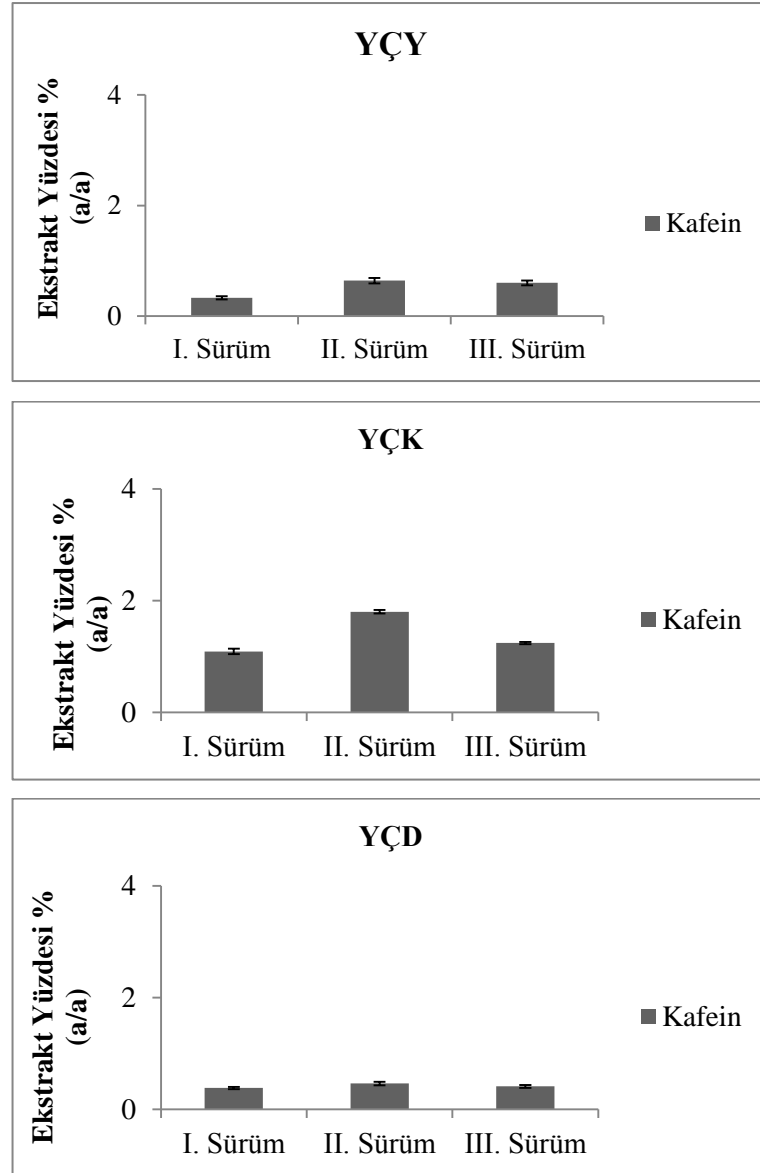 YÇY
Ekstrakt Yüzdesi %
(a/a)
4
2
0
I. Sürüm II. Sürüm III. Sürüm
Kafein
YÇK
Ekstrakt Yüzdesi %
(a/a)
4
2
0
I. Sürüm II. Sürüm III. Sürüm
Kafein
YÇD
Ekstrakt Yüzdesi %
(a/a)
4
2
0
I. Sürüm II. Sürüm III. Sürüm
Kafein